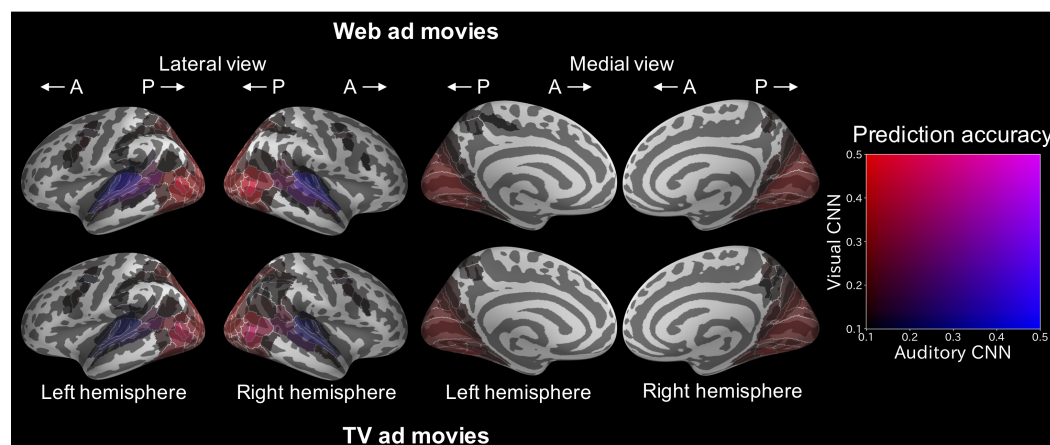 Web ad movies
Lateral view
Medial view
← A P →
← P A →
← P A →
← A P →
Prediction accuracy
0.5
0.4
0.3
0.2
0.1
Visual CNN
0.1 0.2 0.3 0.4 0.5
Auditory CNN
Left hemisphere
Right hemisphere
Left hemisphere
Right hemisphere
TV ad movies